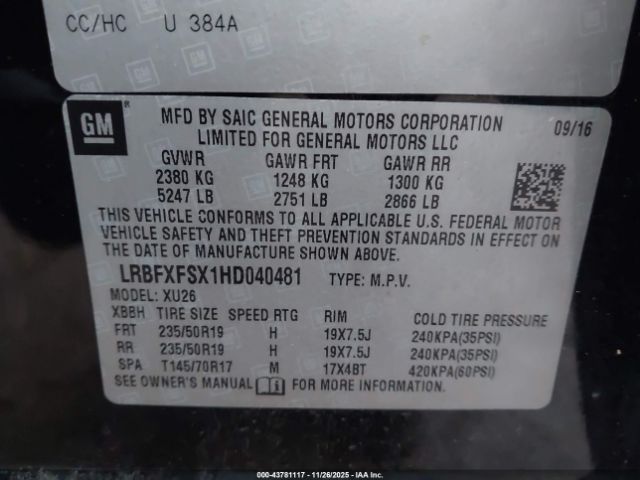 CC/HC U 384A
GM
MFD BY SAIC GENERAL MOTORS CORPORATION 09/16
LIMITED FOR GENERAL MOTORS LLC
GVWR GAWR FRT GAWR RR
2380 KG 1248 KG 1300 KG
5247 LB 2751 LB 2866 LB
THIS VEHICLE CONFORMS TO ALL APPLICABLE U.S. FEDERAL MOTOR
VEHICLE SAFETY AND THEFT PREVENTION STANDARDS IN EFFECT ON
THE DATE OF MANUFACTURE SHOWN ABOVE.
LRBFXFSX1HD040481 TYPE: M.P.V.
MODEL: XU26
XBBH TIRE SIZE SPEED RTG RIM COLD TIRE PRESSURE
FRT 235/50R19 H 19X7.5J 240KPA(35PSI)
RR 235/50R19 H 19X7.5J 240KPA(35PSI)
SPA T145/70R17 M 17X4BT 420KPA(60PSI)
SEE OWNER'S MANUAL FOR MORE INFORMATION.
000-43781117 - 11/26/2025 - IAA, Inc.